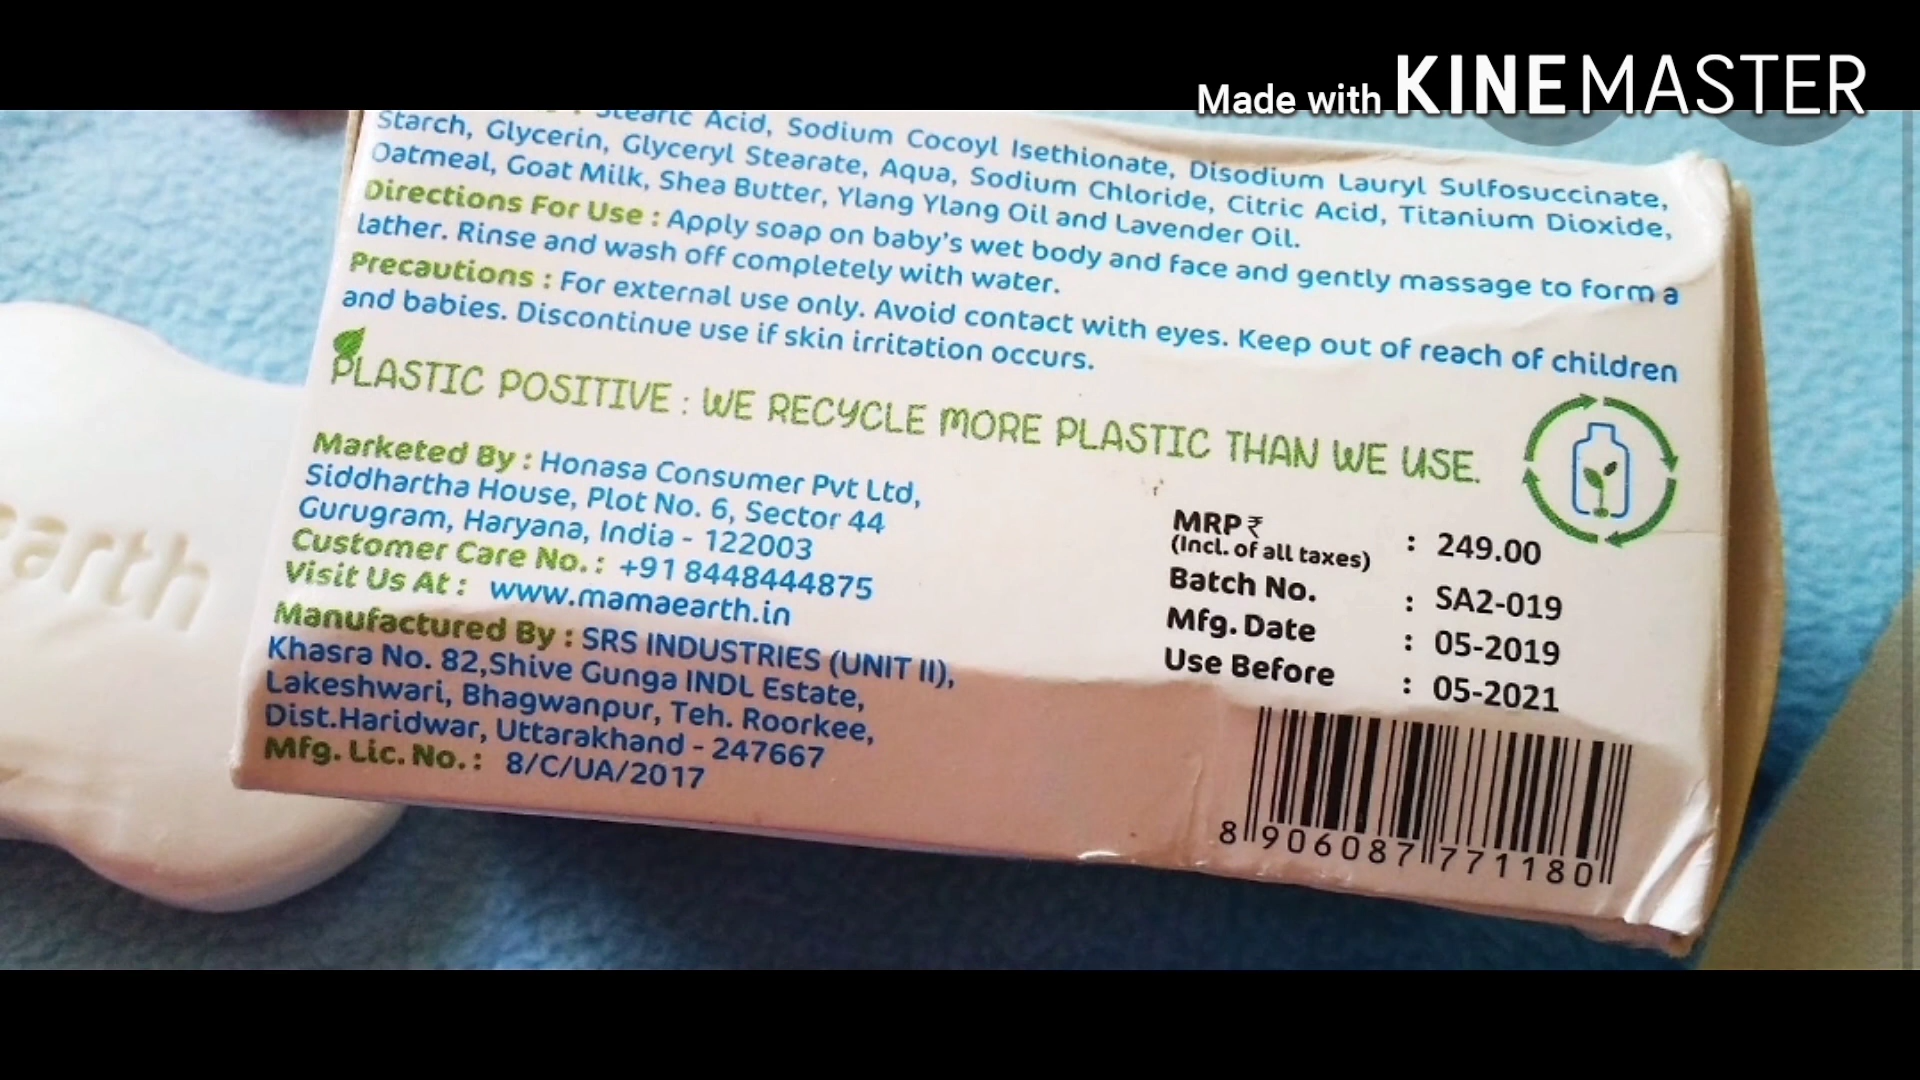 Made with KINEMASTER
Stearic Acid, Sodium Cocoyl Isethionate, Disodium Lauryl Sulfosuccinate,
Starch, Glycerin, Glyceryl Stearate, Aqua, Sodium Chloride, Citric Acid, Titanium Dioxide,
Oatmeal, Goat Milk, Shea Butter, Ylang Ylang Oil and Lavender Oil.
Directions For Use : Apply soap on baby's wet body and face and gently massage to form a
lather. Rinse and wash off completely with water.
Precautions : For external use only. Avoid contact with eyes. Keep out of reach of children
and babies. Discontinue use if skin irritation occurs.
PLASTIC POSITIVE : WE RECYCLE MORE PLASTIC THAN WE USE.
Marketed By : Honasa Consumer Pvt Ltd,
Siddhartha House, Plot No. 6, Sector 44
Gurugram, Haryana, India - 122003
Customer Care No. : +91 8448444875
Visit Us At : www.mamaearth.in
Manufactured By : SRS INDUSTRIES (UNIT II),
Khasra No. 82,Shive Gunga INDL Estate,
Lakeshwari, Bhagwanpur, Teh. Roorkee,
Dist.Haridwar, Uttarakhand - 247667
Mfg. Lic. No. : 8/C/UA/2017
MRP ₹ : 249.00
(Incl. of all taxes)
Batch No. : SA2-019
Mfg. Date : 05-2019
Use Before : 05-2021
8 906087 771180
earth